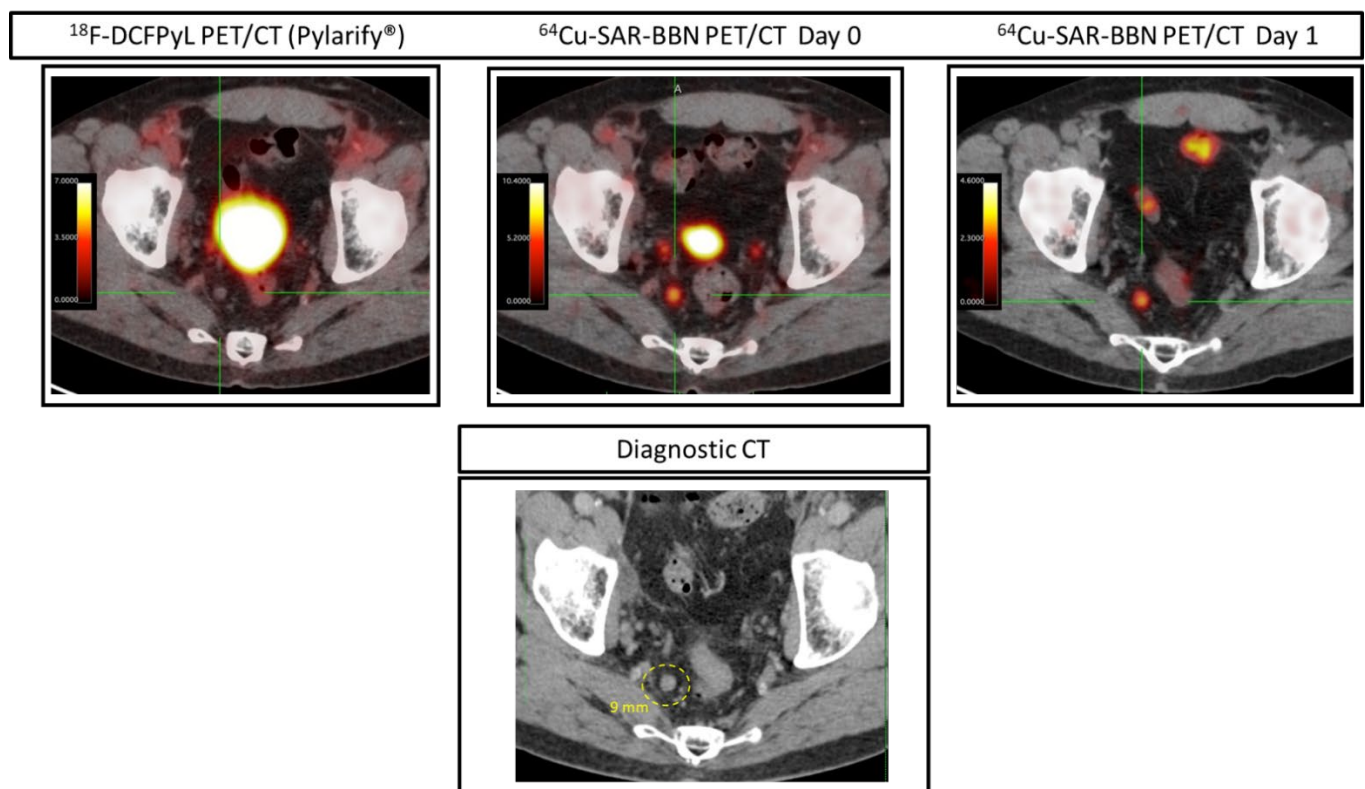 ¹⁸F-DCFPyL PET/CT (Pylarify®)
⁶⁴Cu-SAR-BBN PET/CT Day 0
⁶⁴Cu-SAR-BBN PET/CT Day 1
7.0000
3.5000
0.0000
A
10.4000
5.2000
0.0000
4.6000
2.3000
0.0000
Diagnostic CT
9 mm